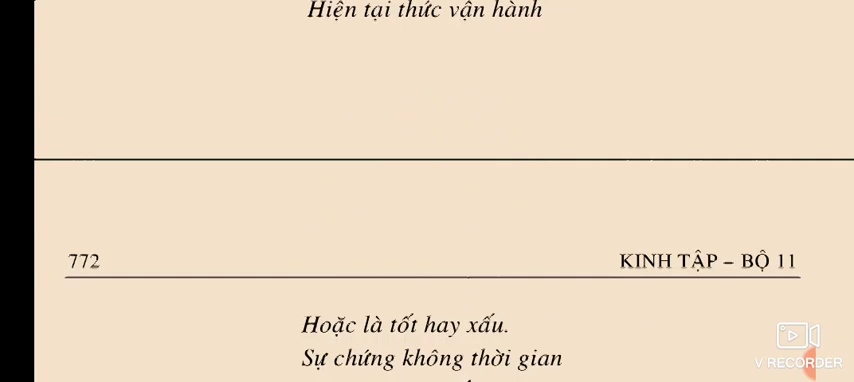 Hiện tại thức vận hành
772
KINH TẬP – BỘ 11
Hoặc là tốt hay xấu.
Sự chứng không thời gian
V RECORDER